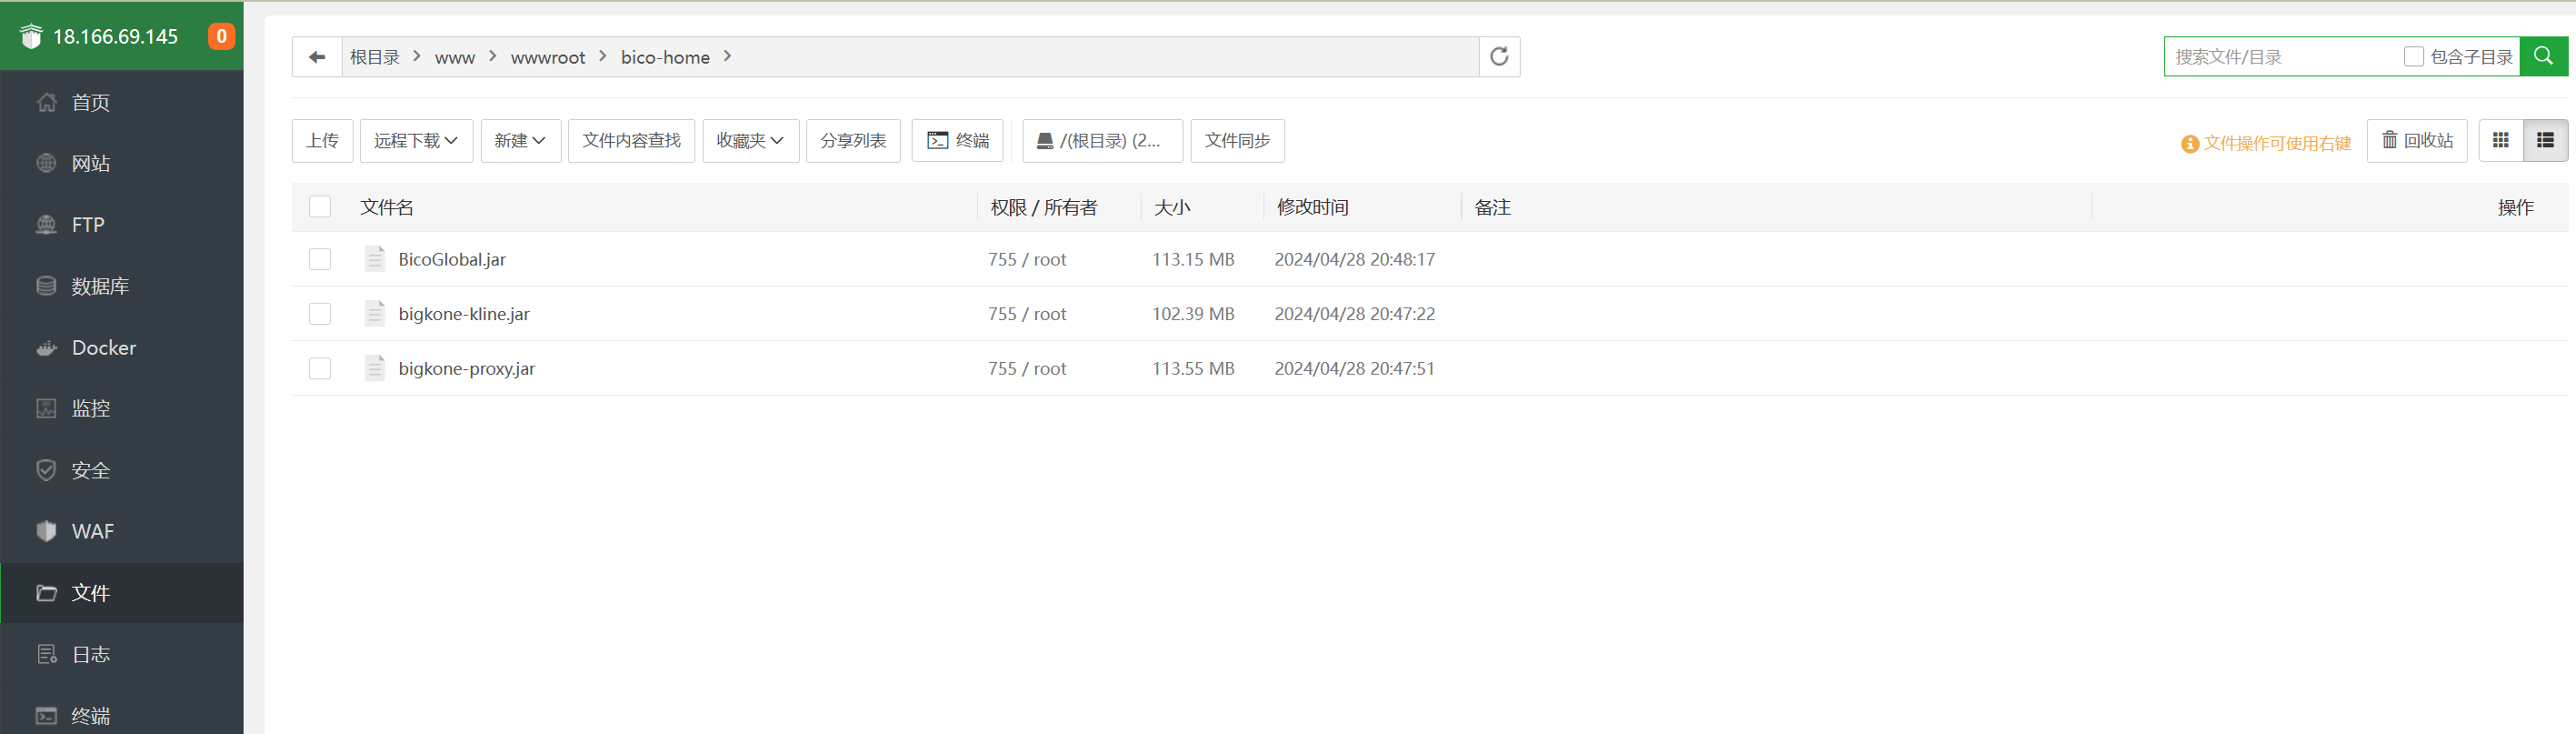 18.166.69.145 0
首页
网站
FTP
数据库
Docker
监控
安全
WAF
文件
日志
终端
根目录 www wwwroot bico-home
搜索文件/目录 包含子目录
上传 远程下载 新建 文件内容查找 收藏夹 分享列表 终端 /(根目录) (2... 文件同步
文件操作可使用右键 回收站
文件名 权限 / 所有者 大小 修改时间 备注 操作
BicoGlobal.jar 755 / root 113.15 MB 2024/04/28 20:48:17
bigkone-kline.jar 755 / root 102.39 MB 2024/04/28 20:47:22
bigkone-proxy.jar 755 / root 113.55 MB 2024/04/28 20:47:51